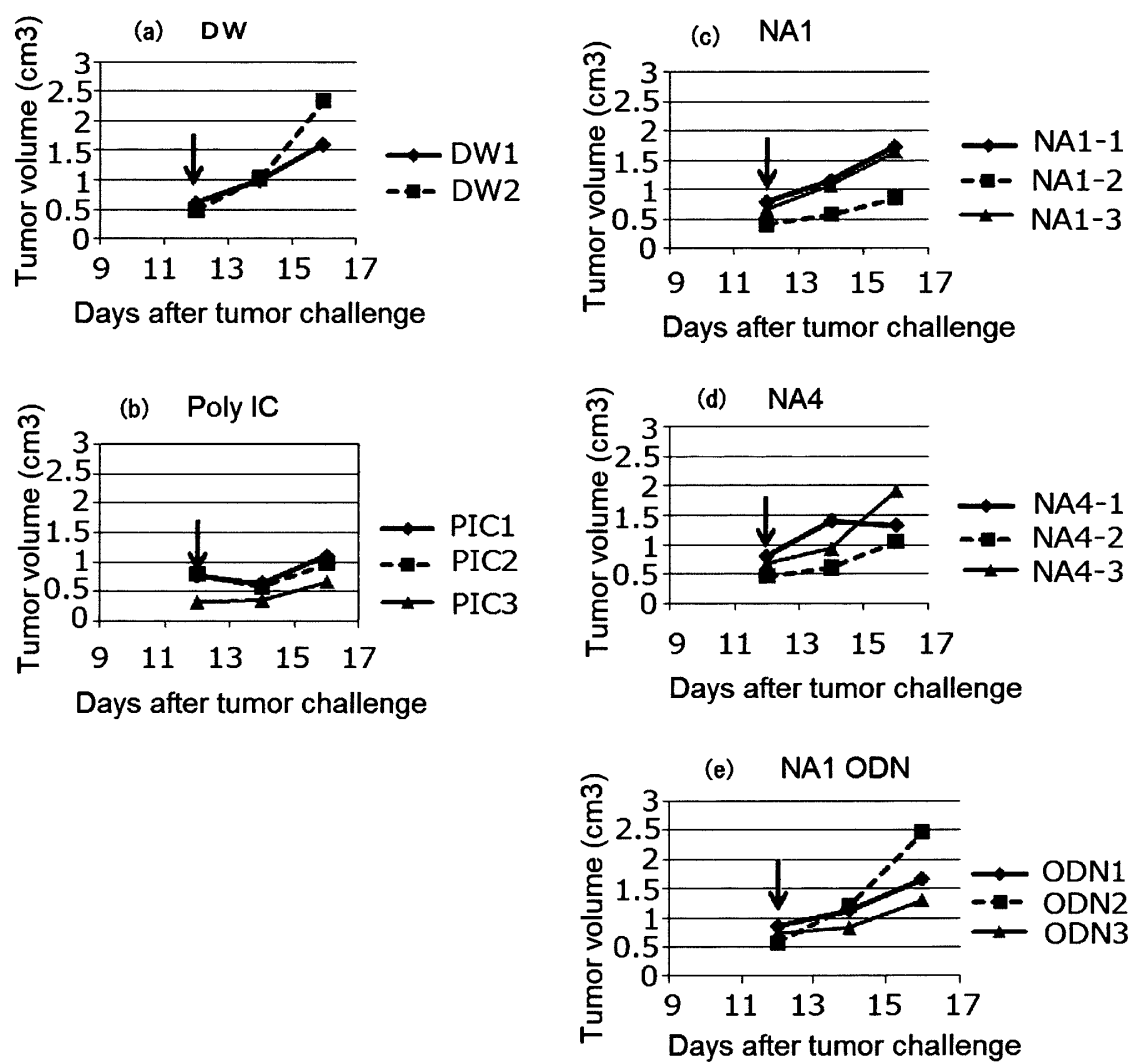 (a) DW
Tumor volume (cm3)
3
2.5
2
1.5
1
0.5
0
9 11 13 15 17
Days after tumor challenge
DW1
DW2
(b) Poly IC
Tumor volume (cm3)
3
2.5
2
1.5
1
0.5
0
9 11 13 15 17
Days after tumor challenge
PIC1
PIC2
PIC3
(c) NA1
Tumor volume (cm3)
3
2.5
2
1.5
1
0.5
0
9 11 13 15 17
Days after tumor challenge
NA1-1
NA1-2
NA1-3
(d) NA4
Tumor volume (cm3)
3
2.5
2
1.5
1
0.5
0
9 11 13 15 17
Days after tumor challenge
NA4-1
NA4-2
NA4-3
(e) NA1 ODN
Tumor volume (cm3)
3
2.5
2
1.5
1
0.5
0
9 11 13 15 17
Days after tumor challenge
ODN1
ODN2
ODN3